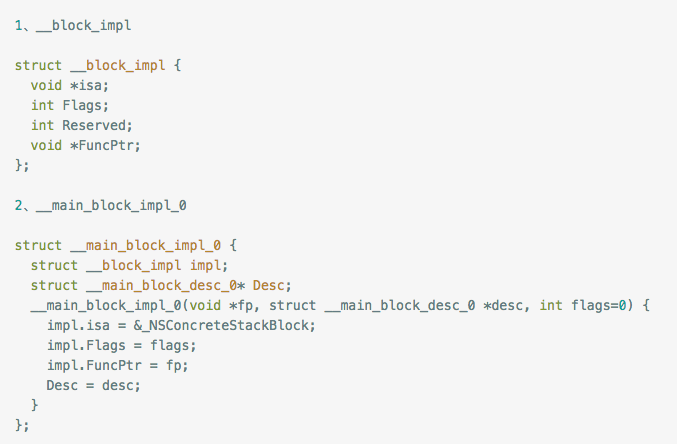 1、__block_impl
struct __block_impl {
  void *isa;
  int Flags;
  int Reserved;
  void *FuncPtr;
};
2、__main_block_impl_0
struct __main_block_impl_0 {
  struct __block_impl impl;
  struct __main_block_desc_0* Desc;
  __main_block_impl_0(void *fp, struct __main_block_desc_0 *desc, int flags=0) {
    impl.isa = &_NSConcreteStackBlock;
    impl.Flags = flags;
    impl.FuncPtr = fp;
    Desc = desc;
  }
};